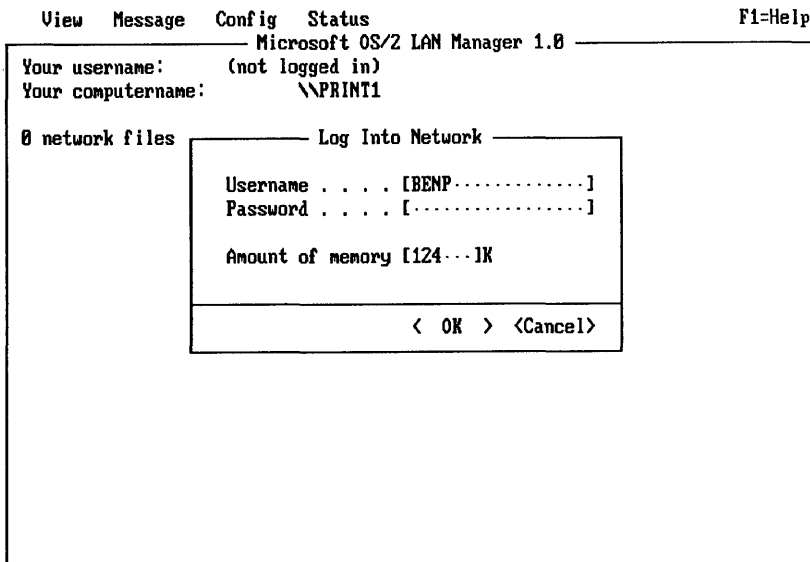 View Message Config Status F1=Help
Microsoft OS/2 LAN Manager 1.0
Your username: (not logged in)
Your computername: \\PRINT1
0 network files
Log Into Network
Username . . . . [BENP·············]
Password . . . . [·················]
Amount of memory [124···]K
< OK > <Cancel>